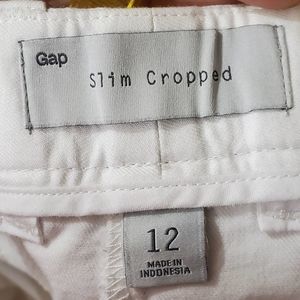 Gap
Slim Cropped
12
MADE IN
INDONESIA